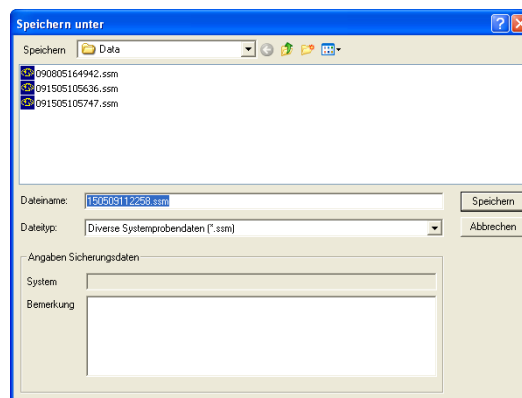 Speichern unter
Speichern Data
090805164942.ssm
091505105636.ssm
091505105747.ssm
Dateiname: 150509112258.ssm Speichern
Dateityp: Diverse Systemprobendaten (*.ssm) Abbrechen
Angaben Sicherungsdaten
System
Bemerkung